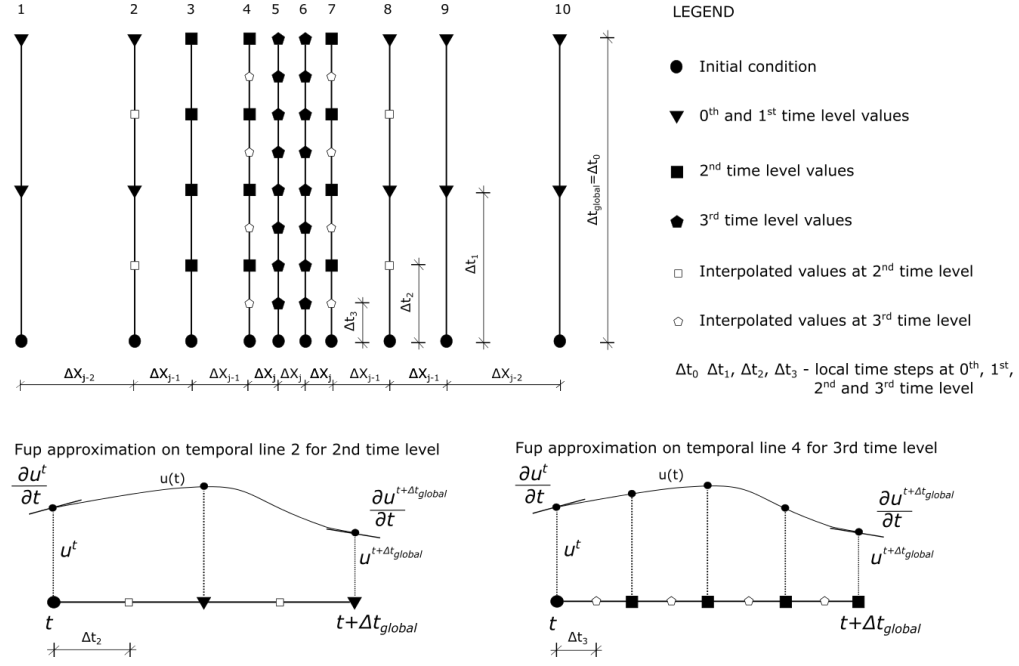 1 2 3 4 5 6 7 8 9 10
LEGEND
Initial condition
0th and 1st time level values
2nd time level values
3rd time level values
Interpolated values at 2nd time level
Interpolated values at 3rd time level
Δt0 Δt1, Δt2, Δt3 - local time steps at 0th, 1st,
2nd and 3rd time level
Δtglobal=Δt0
Δt1
Δt2
Δt3
ΔXj-2 ΔXj-1 ΔXj-1 ΔXj ΔXj ΔXj ΔXj-1 ΔXj-1 ΔXj-2
Fup approximation on temporal line 2 for 2nd time level
∂u^t/∂t
u(t)
∂u^t+Δtglobal/∂t
u^t
u^t+Δtglobal
t
t+Δtglobal
Δt2
Fup approximation on temporal line 4 for 3rd time level
∂u^t/∂t
u(t)
∂u^t+Δtglobal/∂t
u^t
u^t+Δtglobal
t
t+Δtglobal
Δt3